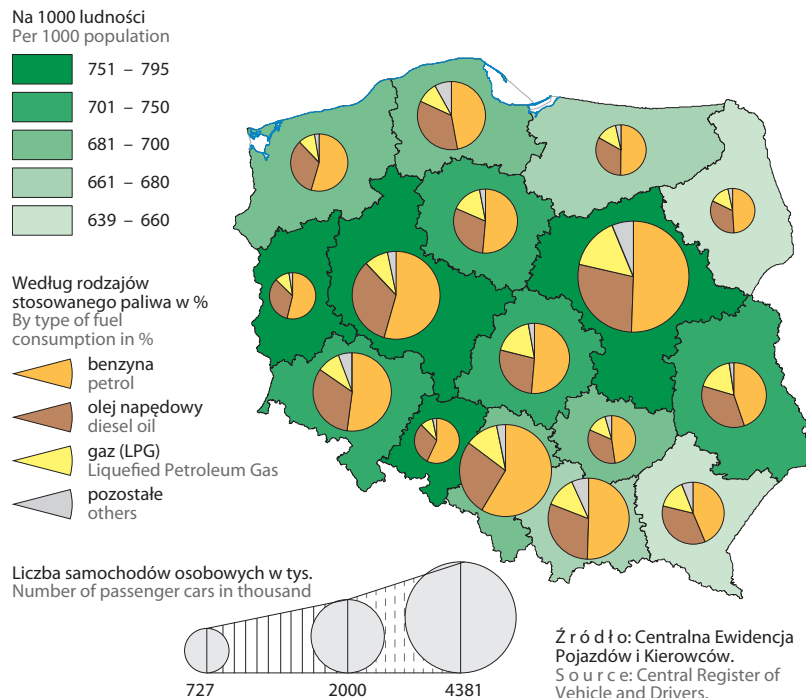 Na 1000 ludności
Per 1000 population
751 – 795
701 – 750
681 – 700
661 – 680
639 – 660
Według rodzajów
stosowanego paliwa w %
By type of fuel
consumption in %
benzyna
petrol
olej napędowy
diesel oil
gaz (LPG)
Liquefied Petroleum Gas
pozostałe
others
Liczba samochodów osobowych w tys.
Number of passenger cars in thousand
727 2000 4381
Ź r ó d ł o: Centralna Ewidencja
Pojazdów i Kierowców.
S o u r c e: Central Register of
Vehicle and Drivers.